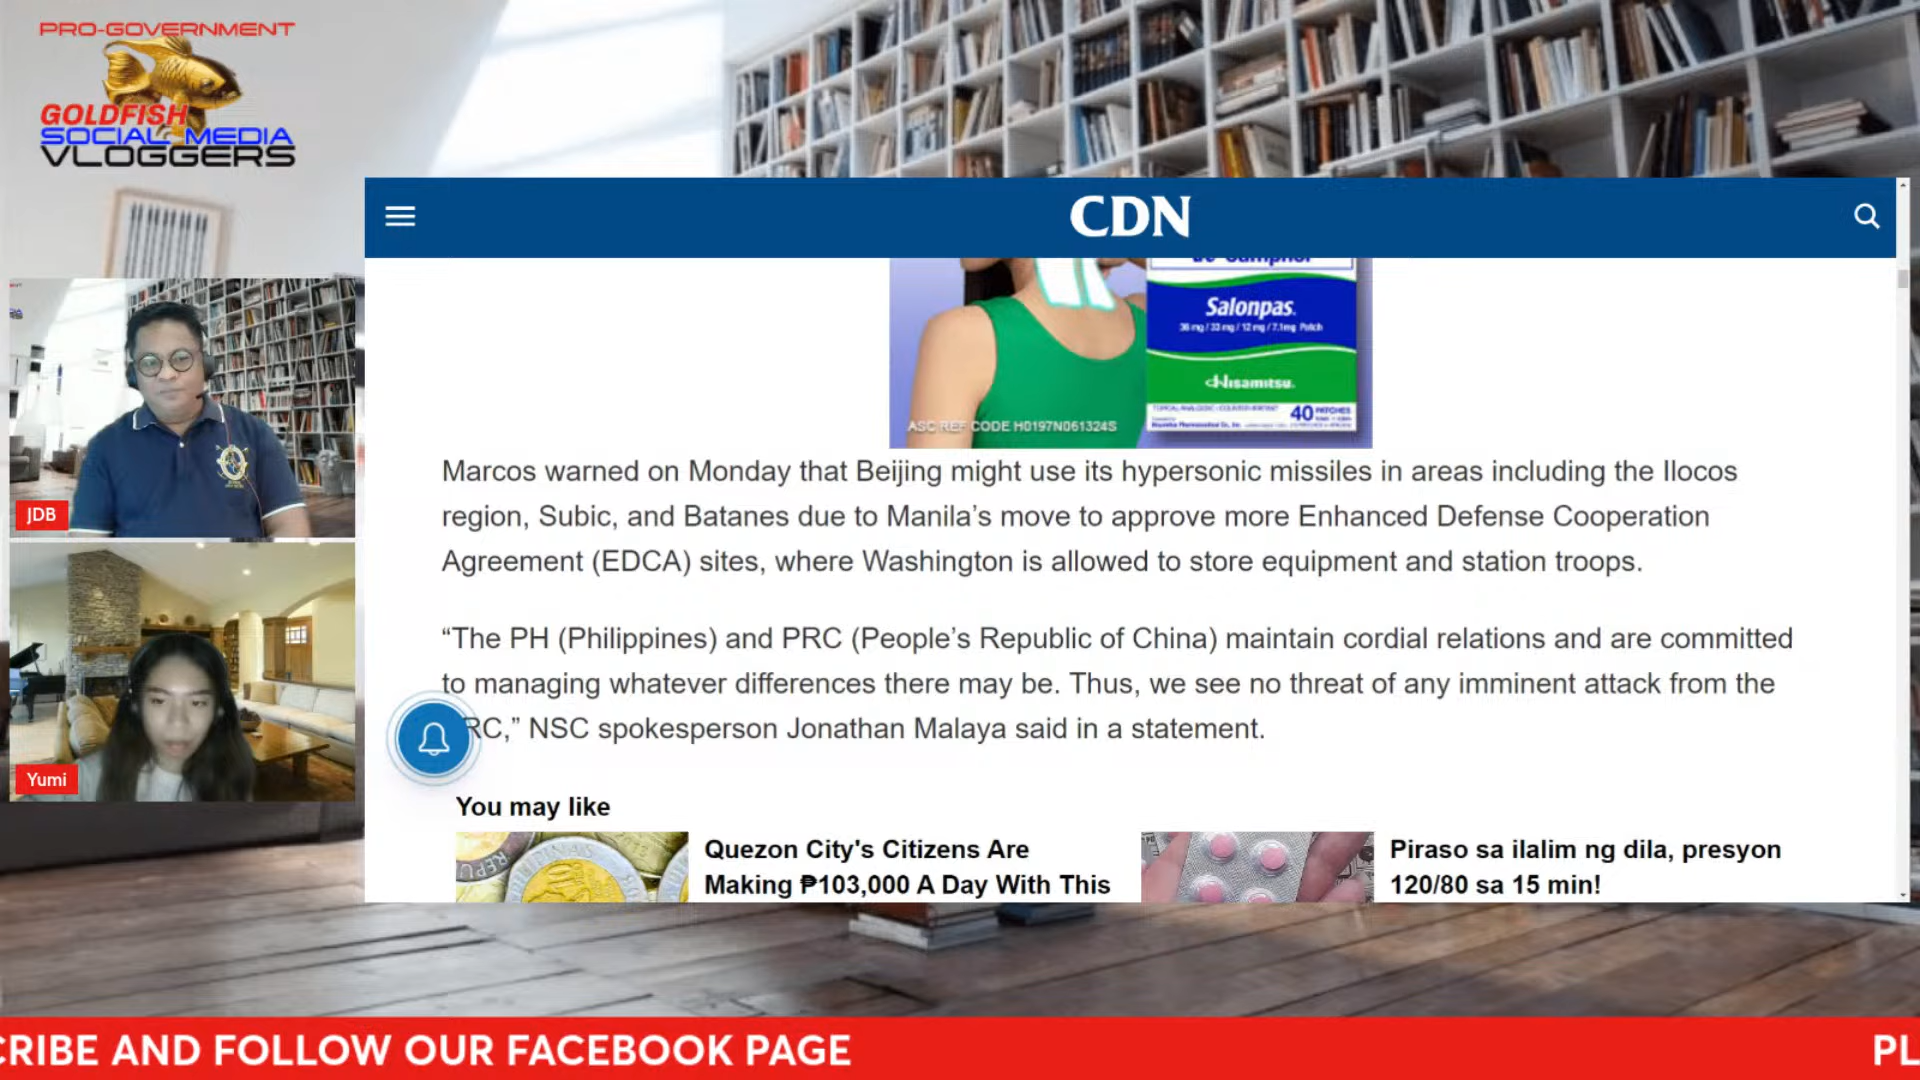 PRO-GOVERNMENT
GOLDFISH
SOCIAL MEDIA
VLOGGERS
CDN
Salonpas.
Hisamitsu.
40 PATCHES
ASC REF CODE H0197N061324S
Marcos warned on Monday that Beijing might use its hypersonic missiles in areas including the Ilocos
region, Subic, and Batanes due to Manila’s move to approve more Enhanced Defense Cooperation
Agreement (EDCA) sites, where Washington is allowed to store equipment and station troops.
“The PH (Philippines) and PRC (People’s Republic of China) maintain cordial relations and are committed
to managing whatever differences there may be. Thus, we see no threat of any imminent attack from the
RC,” NSC spokesperson Jonathan Malaya said in a statement.
JDB
Yumi
You may like
Quezon City's Citizens Are
Making ₱103,000 A Day With This
Piraso sa ilalim ng dila, presyon
120/80 sa 15 min!
CRIBE AND FOLLOW OUR FACEBOOK PAGE
PL